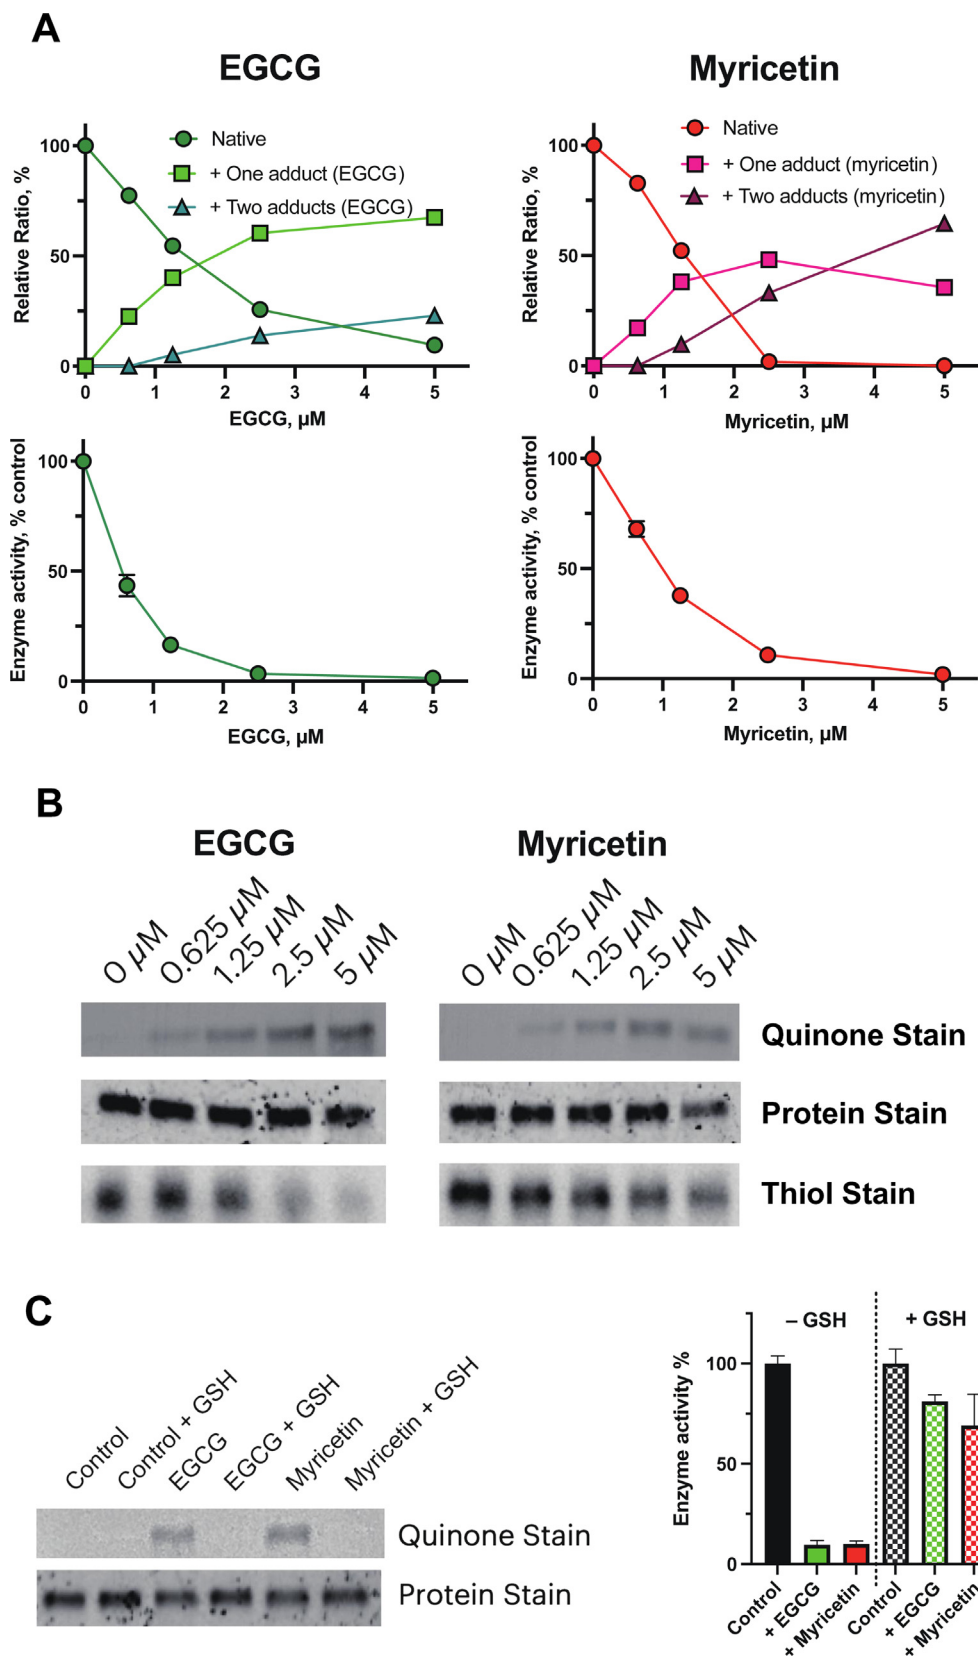 A
EGCG
Myricetin
Native
+ One adduct (EGCG)
+ Two adducts (EGCG)
Relative Ratio, %
100
50
0
0 1 2 3 4 5
EGCG, µM
Native
+ One adduct (myricetin)
+ Two adducts (myricetin)
Relative Ratio, %
100
50
0
0 1 2 3 4 5
Myricetin, µM
Enzyme activity, % control
100
50
0
0 1 2 3 4 5
EGCG, µM
Enzyme activity, % control
100
50
0
0 1 2 3 4 5
Myricetin, µM
B
EGCG
Myricetin
0 µM
0.625 µM
1.25 µM
2.5 µM
5 µM
0 µM
0.625 µM
1.25 µM
2.5 µM
5 µM
Quinone Stain
Protein Stain
Thiol Stain
C
Control
Control + GSH
EGCG
EGCG + GSH
Myricetin
Myricetin + GSH
Quinone Stain
Protein Stain
– GSH
+ GSH
Enzyme activity %
100
50
0
Control
+ EGCG
+ Myricetin
Control
+ EGCG
+ Myricetin